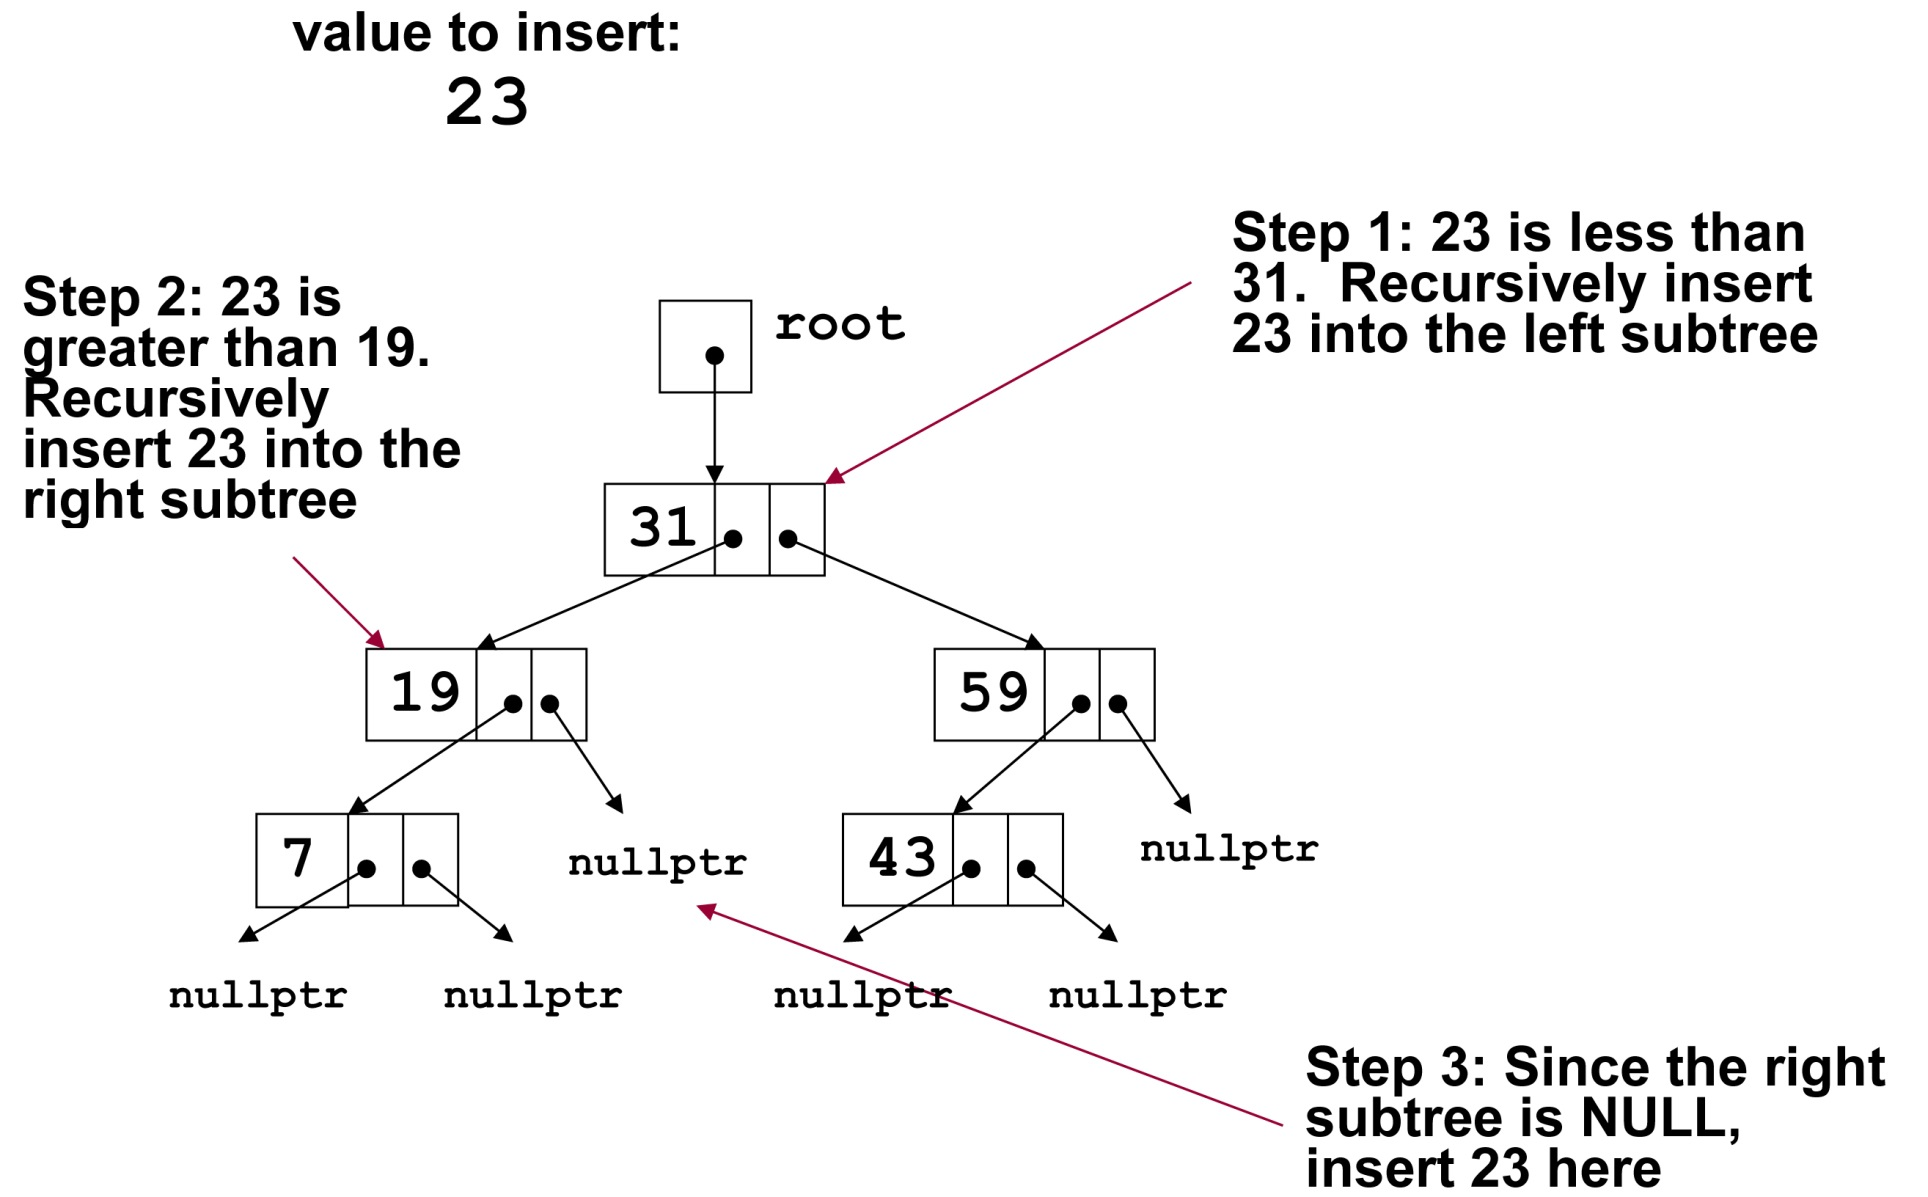 value to insert:
23
Step 1: 23 is less than
31.  Recursively insert
23 into the left subtree
Step 2: 23 is
greater than 19.
Recursively
insert 23 into the
right subtree
root
31
19
59
7
nullptr
43
nullptr
nullptr
nullptr
nullptr
nullptr
Step 3: Since the right
subtree is NULL,
insert 23 here